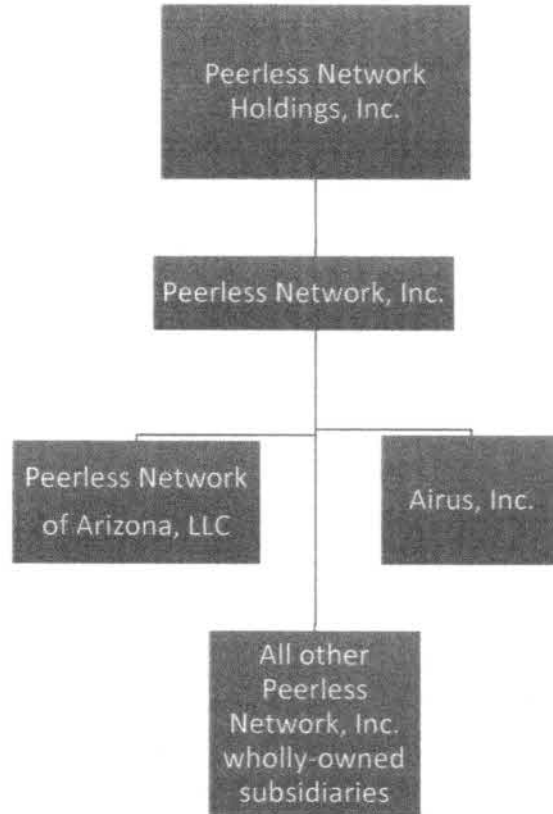 Peerless Network
Holdings, Inc.
Peerless Network, Inc.
Peerless Network
of Arizona, LLC
Airus, Inc.
All other
Peerless
Network, Inc.
wholly-owned
subsidiaries